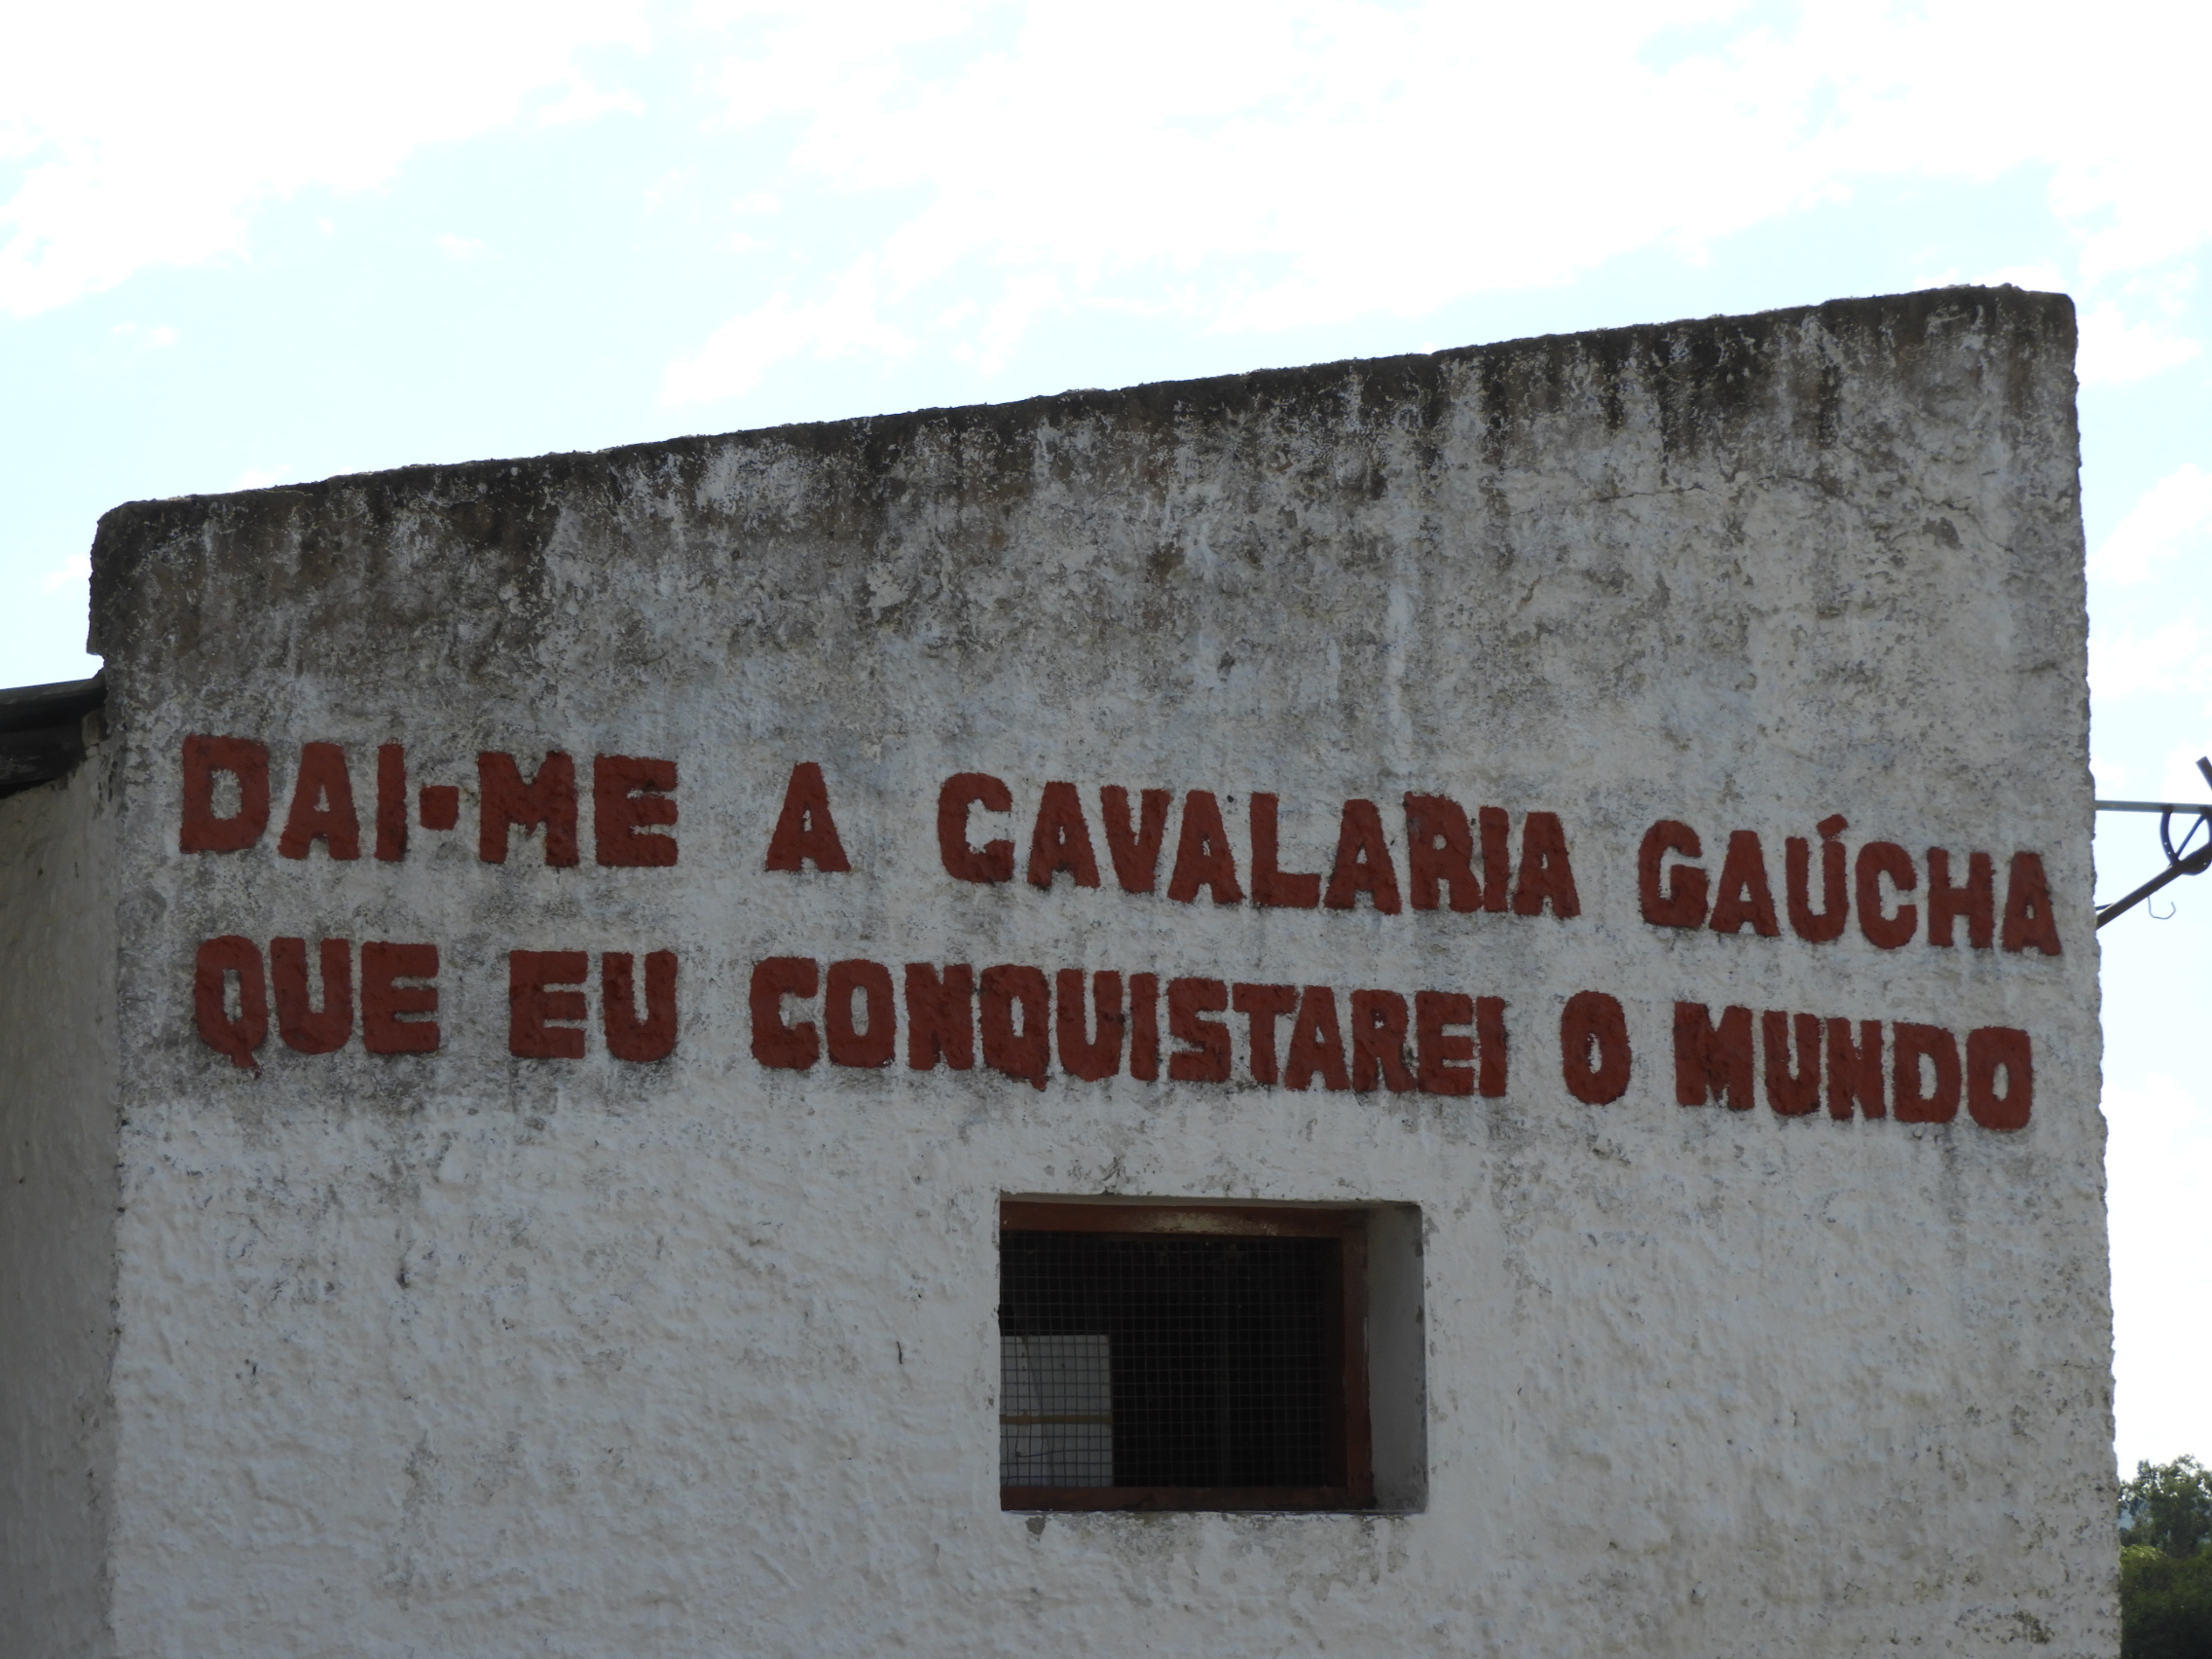 DAI-ME A CAVALARIA GAÚCHA
QUE EU CONQUISTAREI O MUNDO